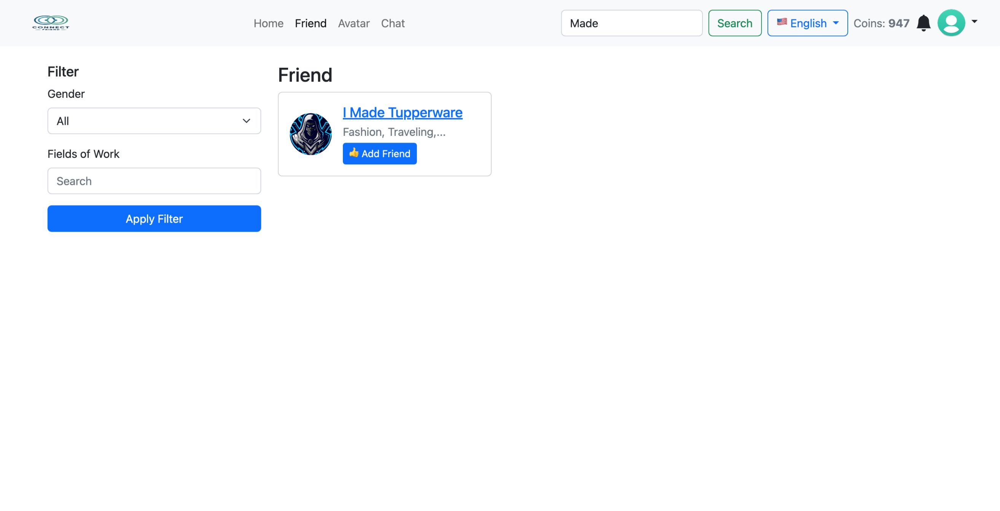 CONNECT
FRIEND
Home Friend Avatar Chat
Made
Search
English
Coins: 947
Filter
Gender
All
Fields of Work
Search
Apply Filter
Friend
I Made Tupperware
Fashion, Traveling,...
👍 Add Friend